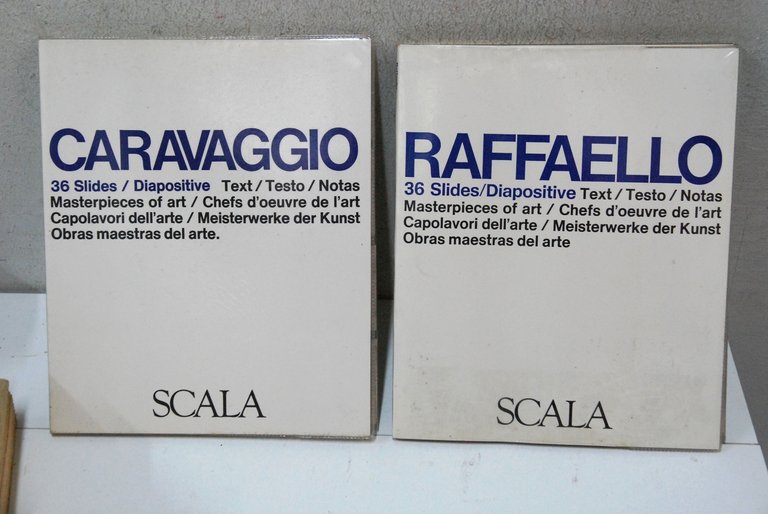 CARAVAGGIO
36 Slides / Diapositive Text / Testo / Notas
Masterpieces of art / Chefs d'oeuvre de l'art
Capolavori dell'arte / Meisterwerke der Kunst
Obras maestras del arte.
SCALA
RAFFAELLO
36 Slides/Diapositive Text / Testo / Notas
Masterpieces of art / Chefs d'oeuvre de l'art
Capolavori dell'arte / Meisterwerke der Kunst
Obras maestras del arte
SCALA